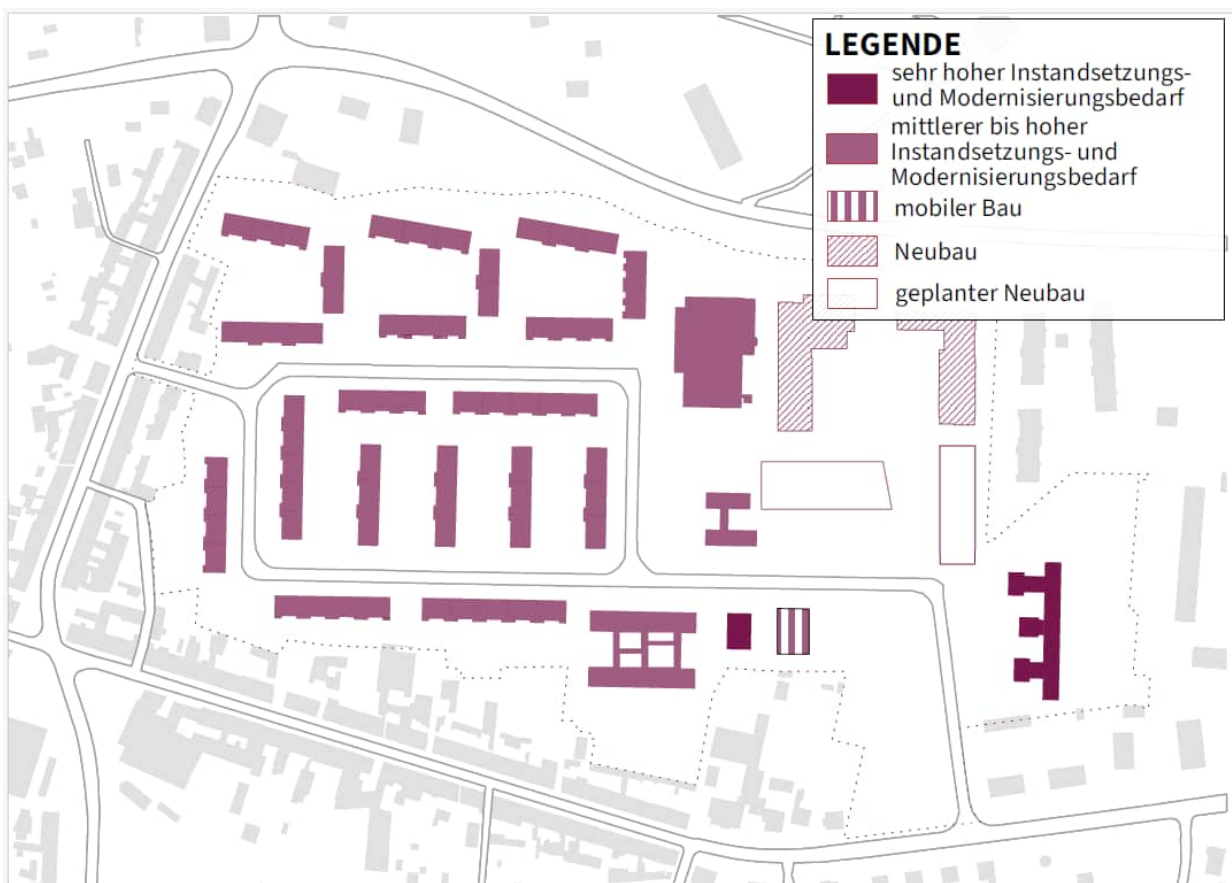 LEGENDE
sehr hoher Instandsetzungs-
und Modernisierungsbedarf
mittlerer bis hoher
Instandsetzungs- und
Modernisierungsbedarf
mobiler Bau
Neubau
geplanter Neubau